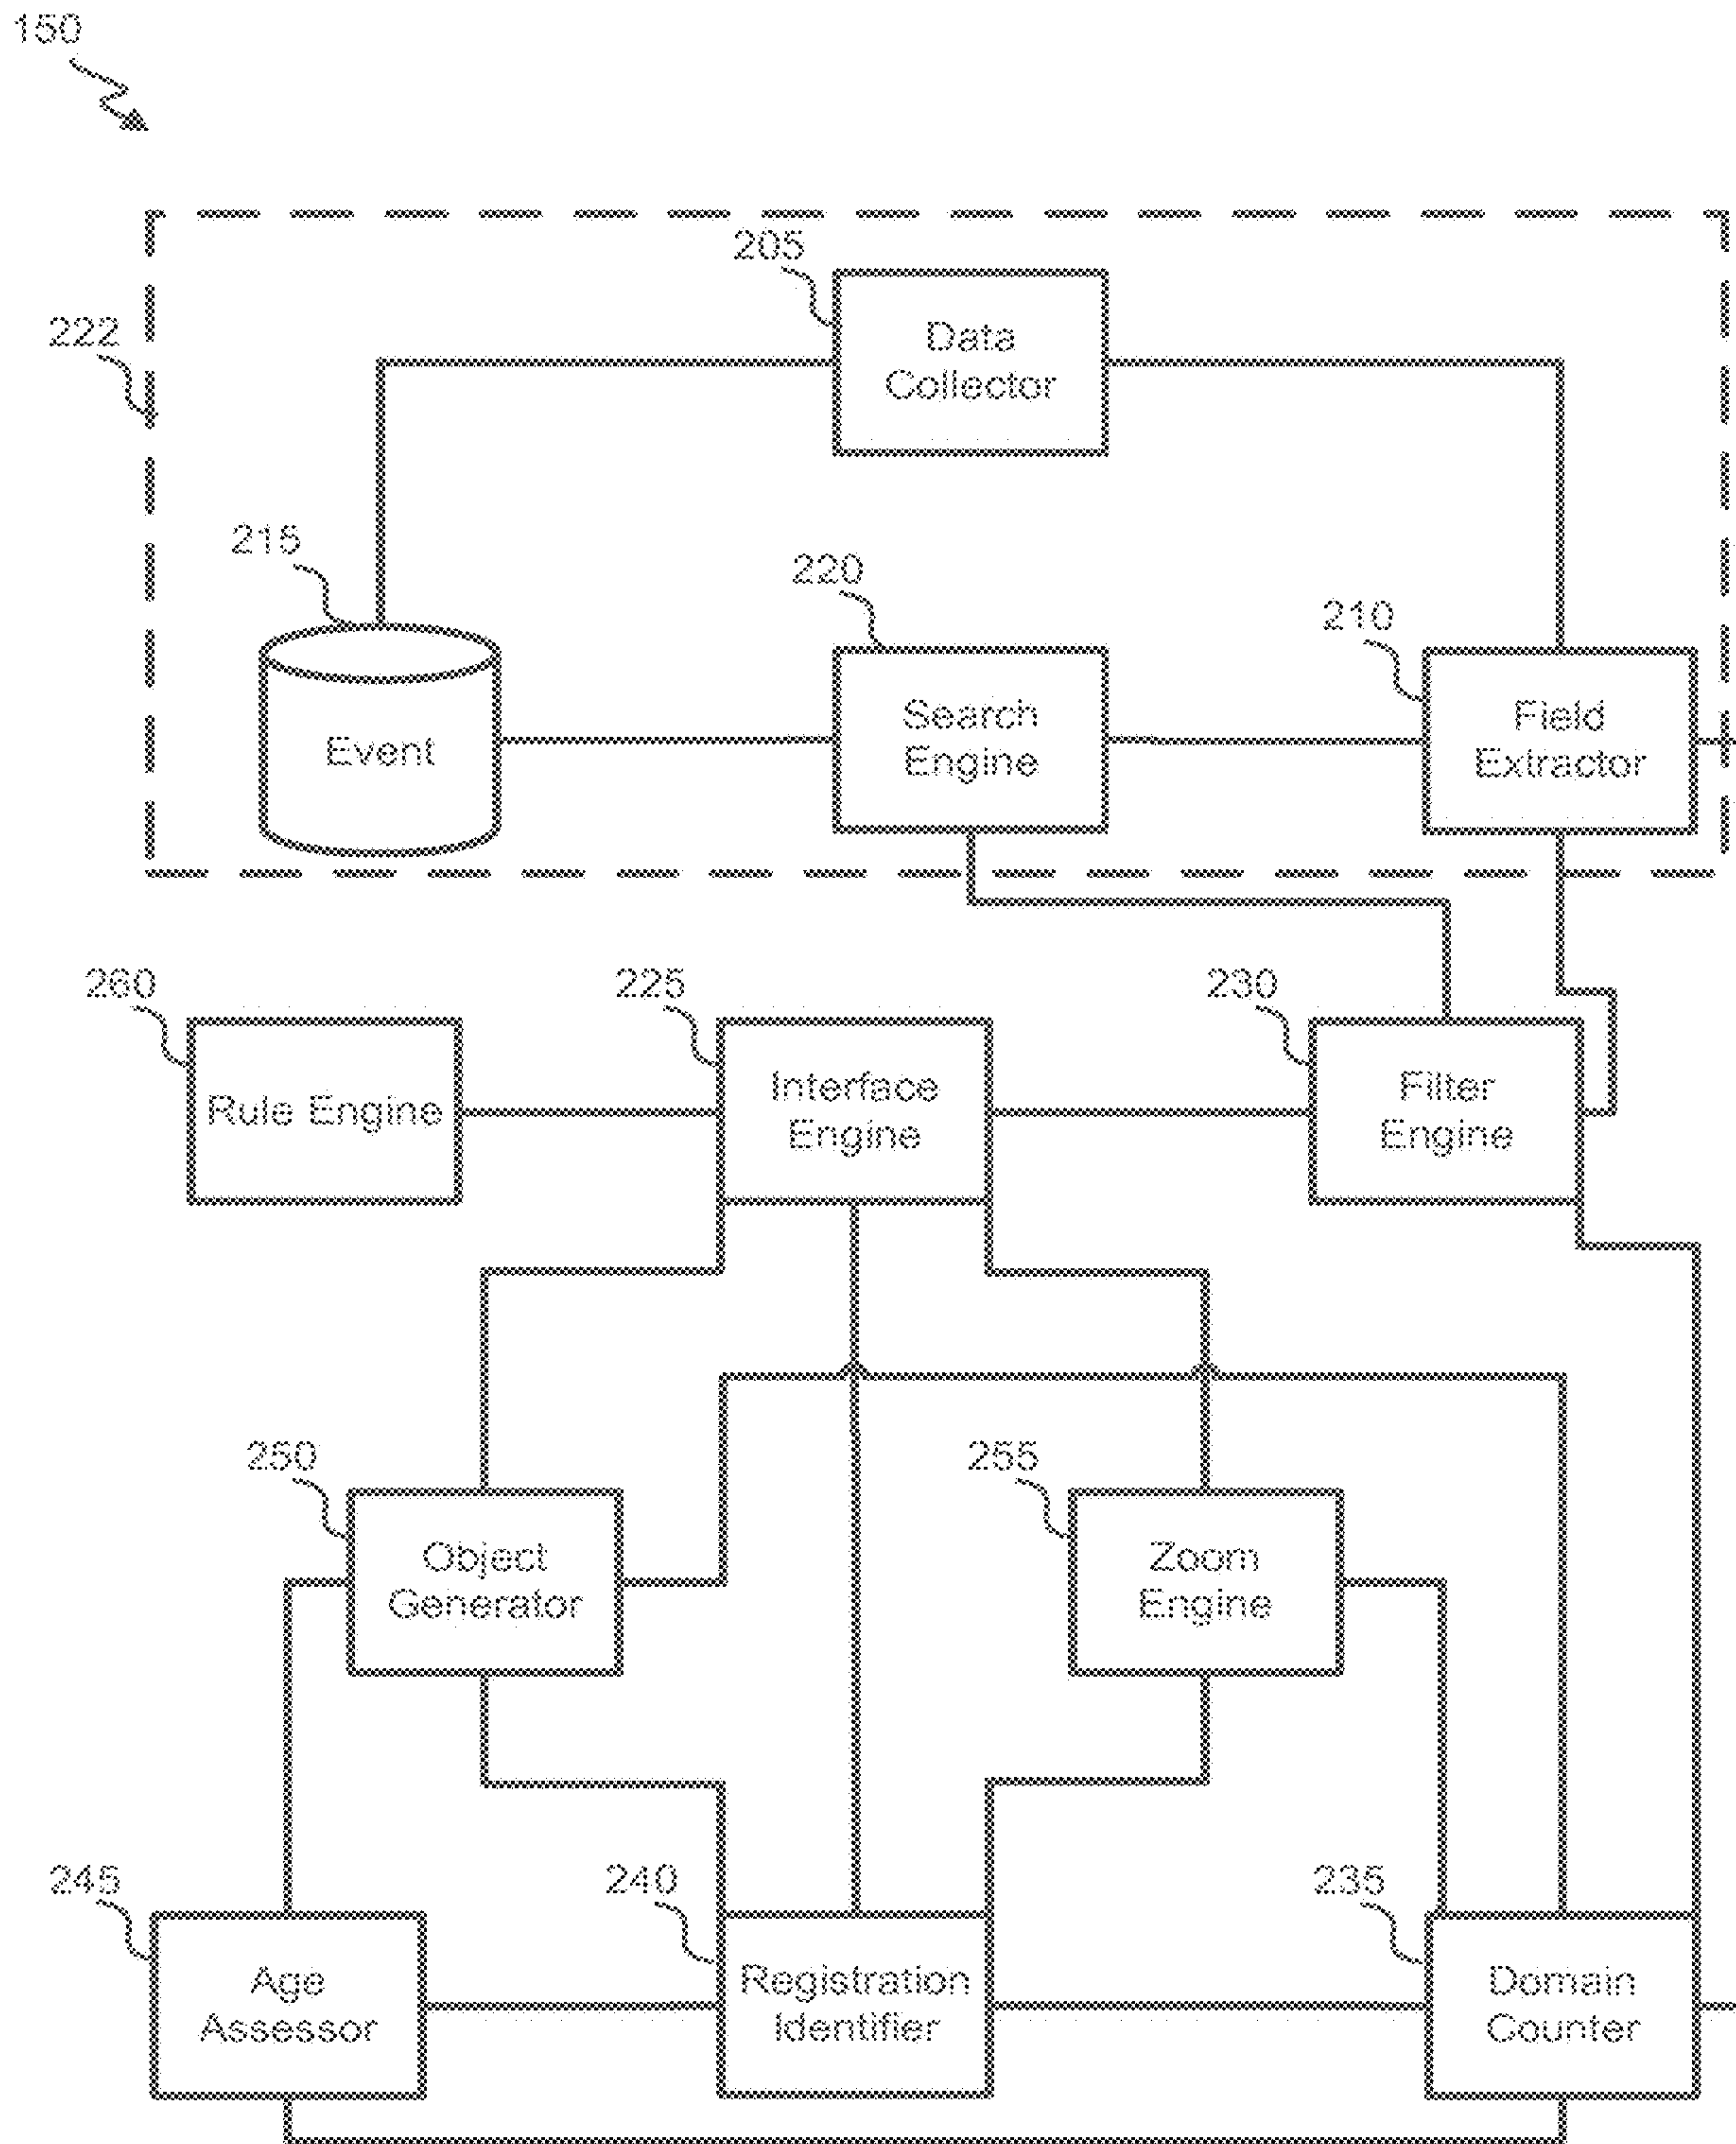 150
205
222
Data
Collector
215
220
210
Event
Search
Engine
Field
Extractor
260
225
230
Rule Engine
Interface
Engine
Filter
Engine
250
255
Object
Generator
Zoom
Engine
245
240
235
Age
Assessor
Registration
Identifier
Domain
Counter